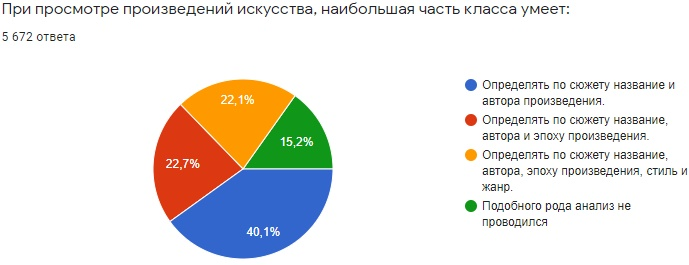 При просмотре произведений искусства, наибольшая часть класса умеет:
5 672 ответа
22,1%
15,2%
22,7%
40,1%
Определять по сюжету название и
автора произведения.
Определять по сюжету название,
автора и эпоху произведения.
Определять по сюжету название,
автора, эпоху произведения, стиль и
жанр.
Подобного рода анализ не
проводился